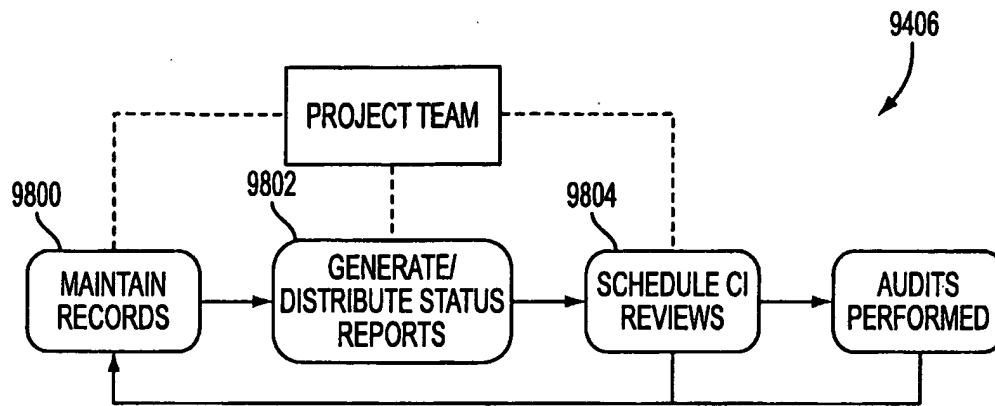 9406
PROJECT TEAM
9800
9802
9804
MAINTAIN
RECORDS
GENERATE/
DISTRIBUTE STATUS
REPORTS
SCHEDULE CI
REVIEWS
AUDITS
PERFORMED